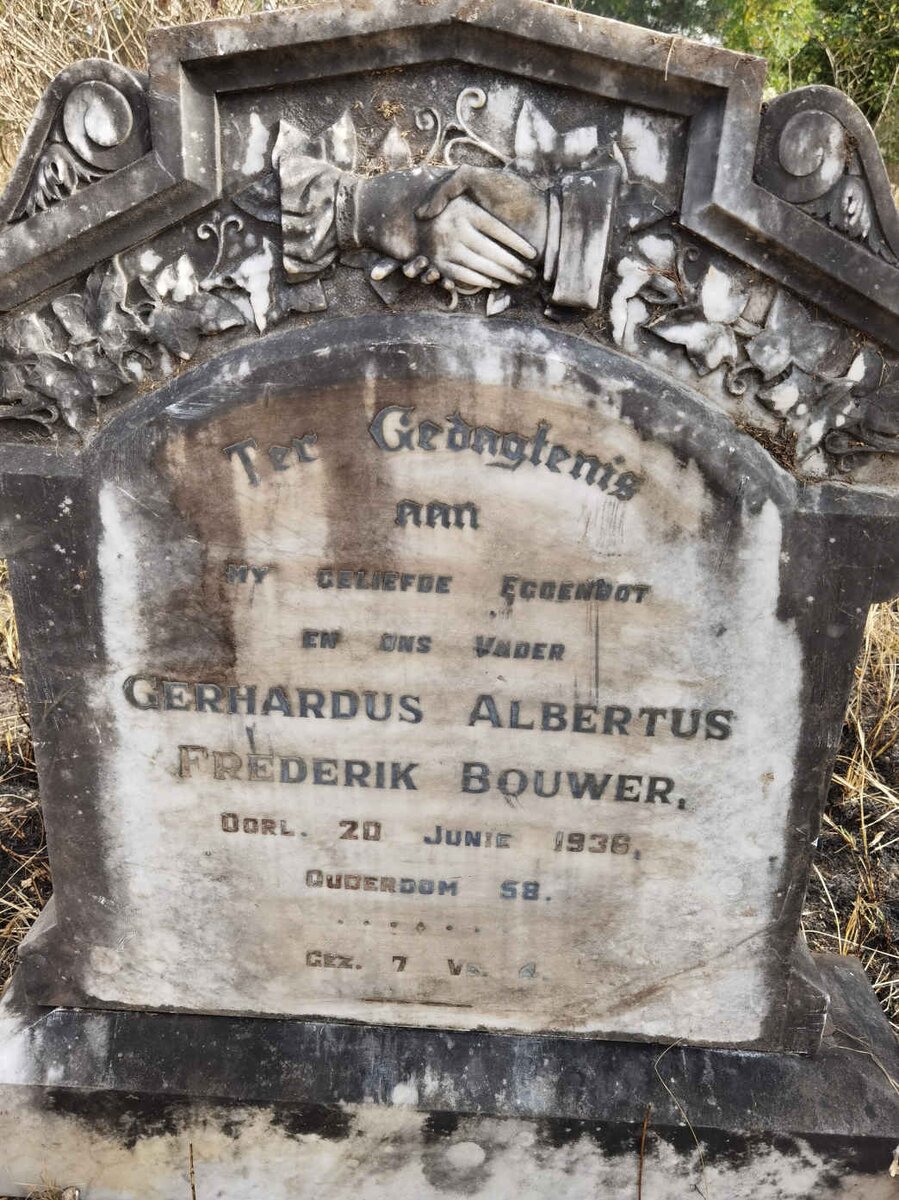 Ter Gedagtenis
aan
MY GELIEFDE EGGENOOT
EN ONS VADER
GERHARDUS ALBERTUS
FREDERIK BOUWER,
OORL. 20 JUNIE 1936,
OUDERDOM 58.
GEZ. 7 VS. 4.